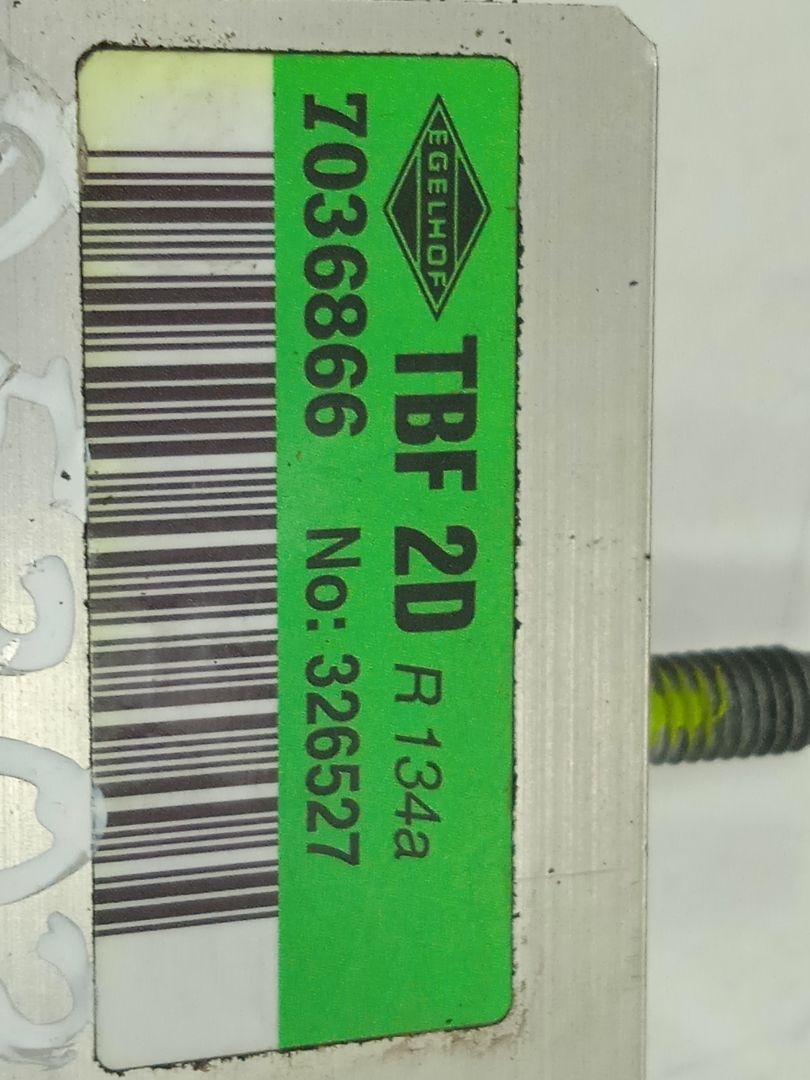 EGELHOF TBF 2D R 134a
7036866 No: 326527